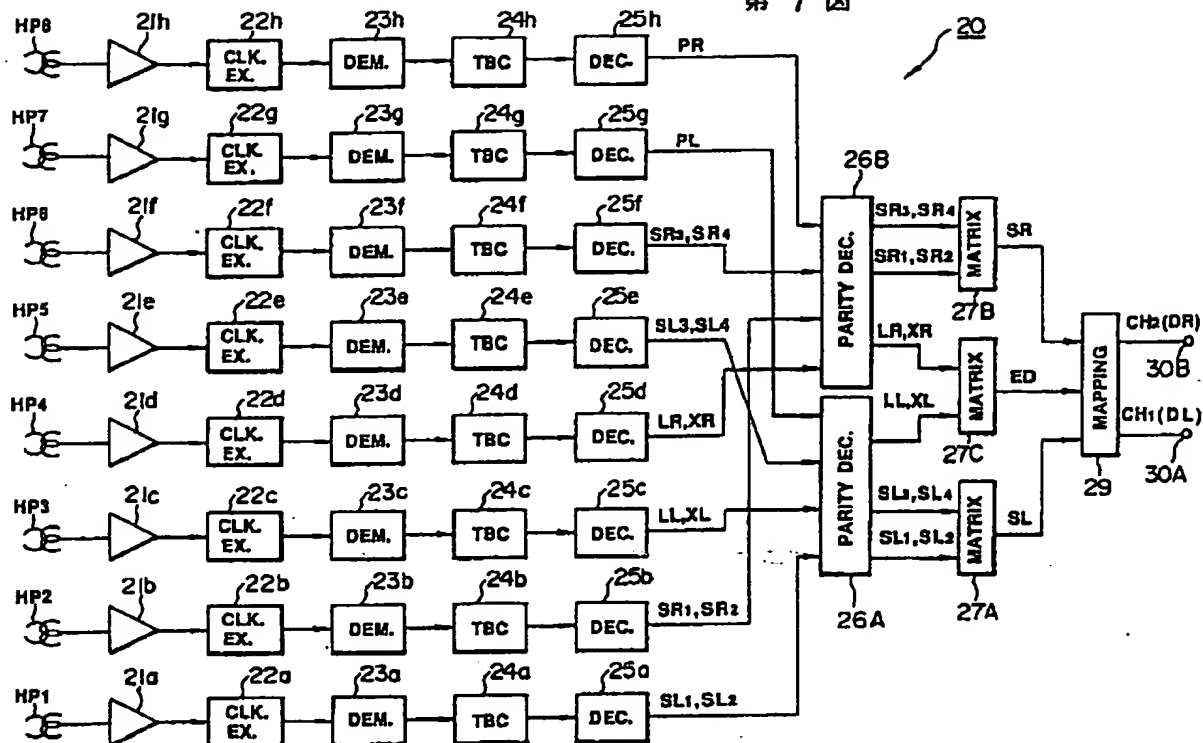 第 7 図
20
HP8 21h 22h 23h 24h 25h
CLK. EX. DEM. TBC DEC. PR
HP7 21g 22g 23g 24g 25g
CLK. EX. DEM. TBC DEC. PL
HP6 21f 22f 23f 24f 25f
CLK. EX. DEM. TBC DEC. SR3,SR4
HP5 21e 22e 23e 24e 25e
CLK. EX. DEM. TBC DEC. SL3,SL4
HP4 21d 22d 23d 24d 25d
CLK. EX. DEM. TBC DEC. LR,XR
HP3 21c 22c 23c 24c 25c
CLK. EX. DEM. TBC DEC. LL,XL
HP2 21b 22b 23b 24b 25b
CLK. EX. DEM. TBC DEC. SR1,SR2
HP1 21a 22a 23a 24a 25a
CLK. EX. DEM. TBC DEC. SL1,SL2
26B
PARITY DEC.
SR3,SR4
SR1,SR2
LR,XR
LL,XL
PARITY DEC.
26A
SL3,SL4
SL1,SL2
MATRIX
27B
SR
MATRIX
27C
ED
MATRIX
27A
SL
MAPPING
29
CH2(DR)
30B
CH1(DL)
30A